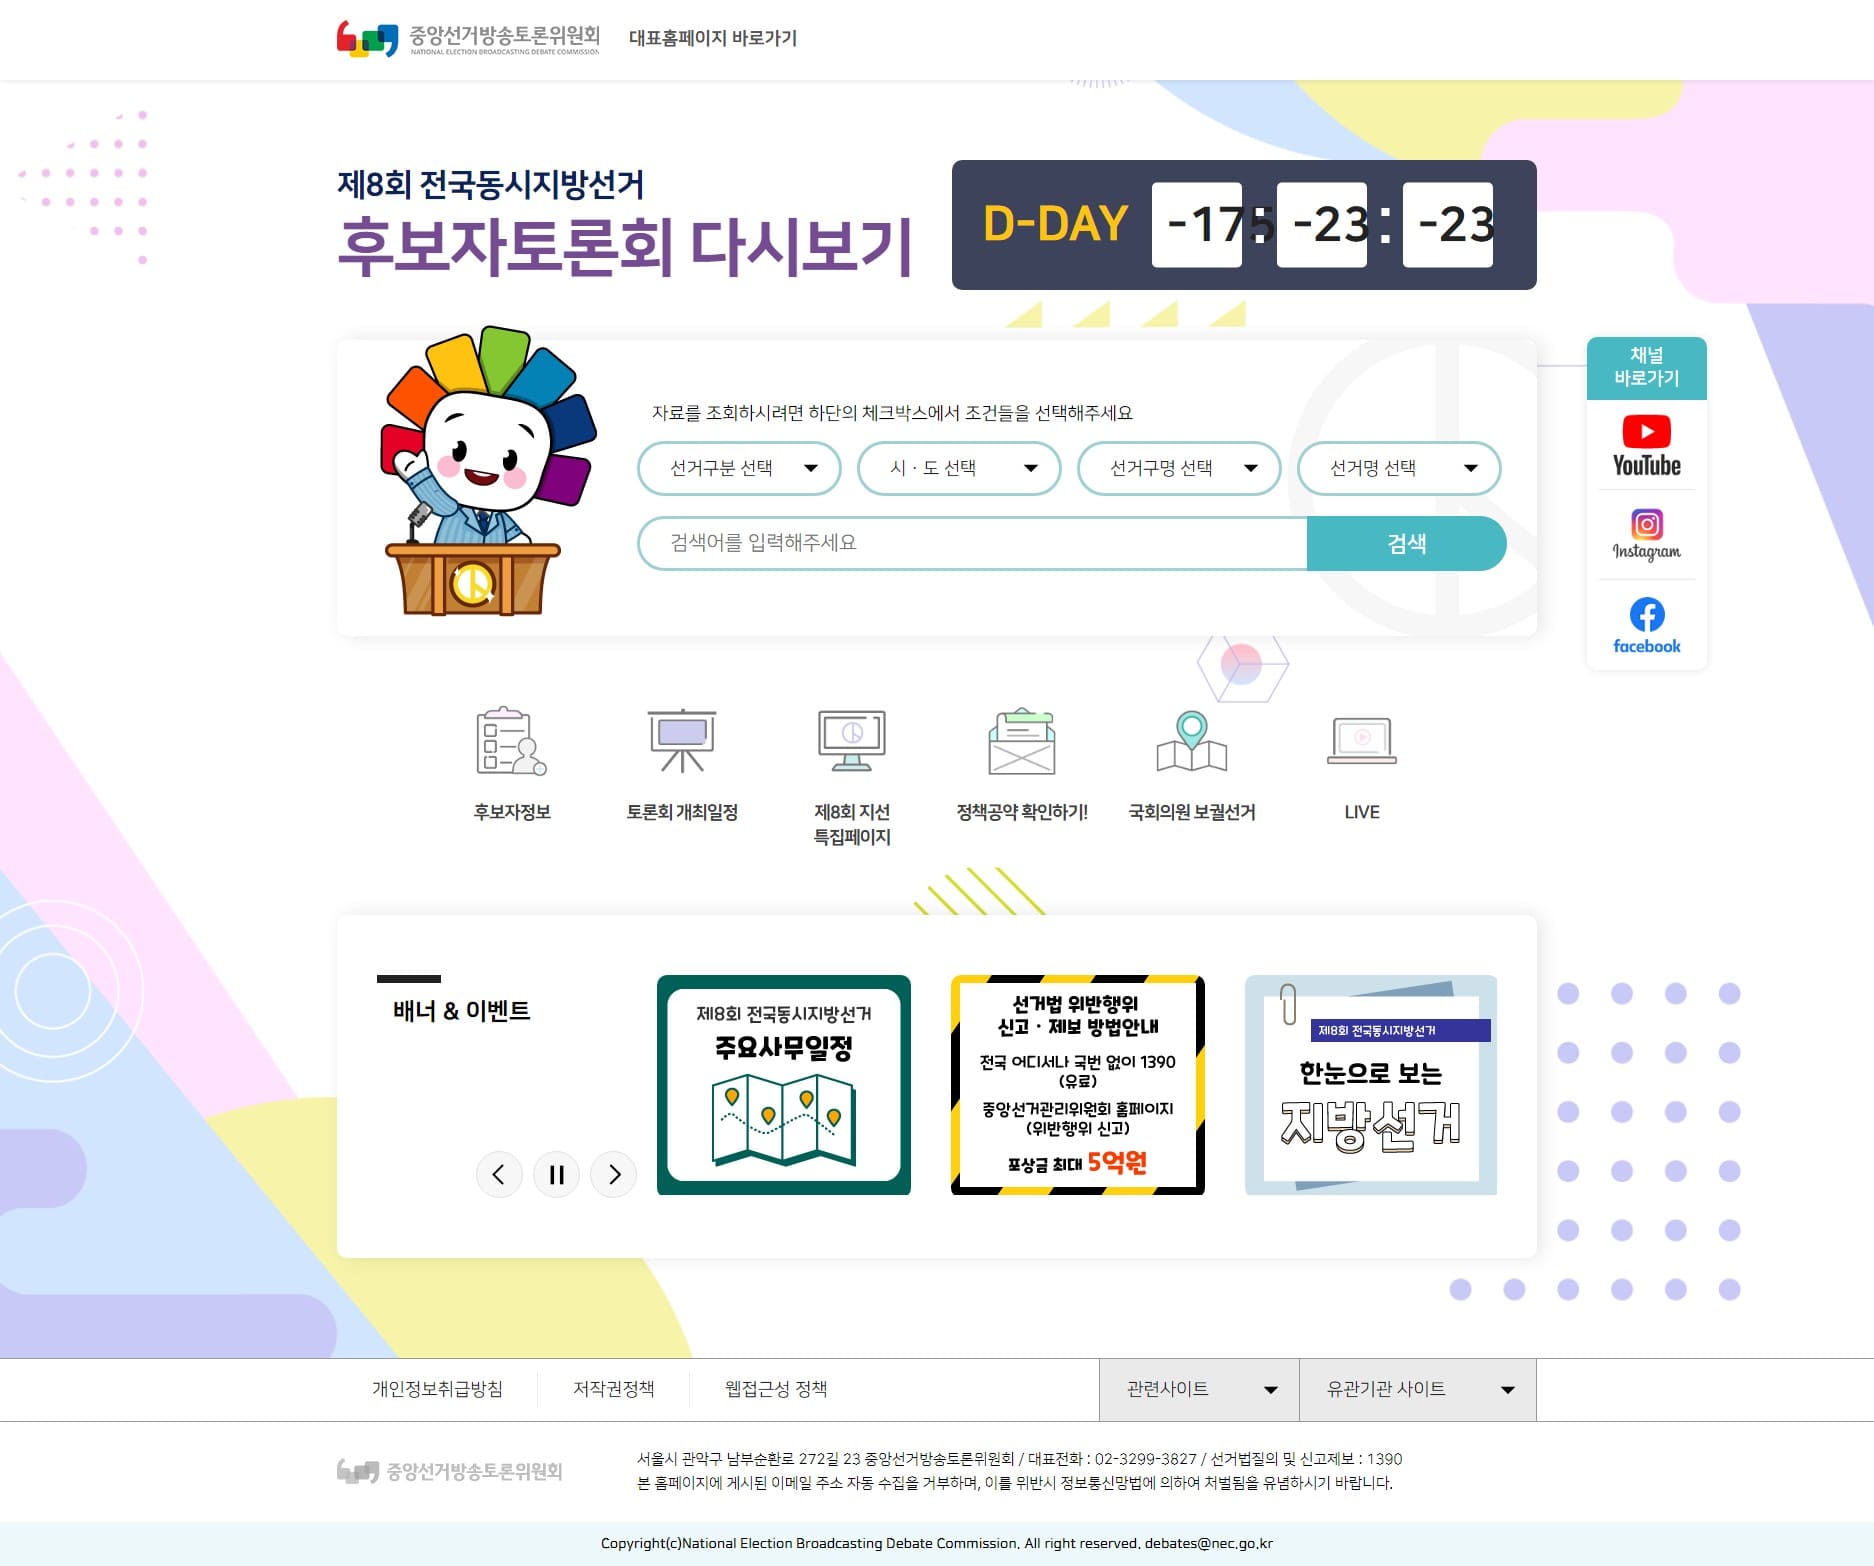 중앙선거방송토론위원회
NATIONAL ELECTION BROADCASTING DEBATE COMMISSION
대표홈페이지 바로가기
제8회 전국동시지방선거
후보자토론회 다시보기
D-DAY -175 : -23 : -23
채널
바로가기
YouTube
Instagram
facebook
자료를 조회하시려면 하단의 체크박스에서 조건들을 선택해주세요
선거구분 선택 시 · 도 선택 선거구명 선택 선거명 선택
검색어를 입력해주세요 검색
후보자정보
토론회 개최일정
제8회 지선
특집페이지
정책공약 확인하기!
국회의원 보궐선거
LIVE
배너 & 이벤트
제8회 전국동시지방선거
주요사무일정
선거법 위반행위
신고 · 제보 방법안내
전국 어디서나 국번 없이 1390
(유료)
중앙선거관리위원회 홈페이지
(위반행위 신고)
포상금 최대 5억원
제8회 전국동시지방선거
한눈으로 보는
지방선거
개인정보취급방침 저작권정책 웹접근성 정책 관련사이트 유관기관 사이트
중앙선거방송토론위원회
서울시 관악구 남부순환로 272길 23 중앙선거방송토론위원회 / 대표전화 : 02-3299-3827 / 선거법질의 및 신고제보 : 1390
본 홈페이지에 게시된 이메일 주소 자동 수집을 거부하며, 이를 위반시 정보통신망법에 의하여 처벌됨을 유념하시기 바랍니다.
Copyright(c)National Election Broadcasting Debate Commission. All right reserved. debates@nec.go.kr